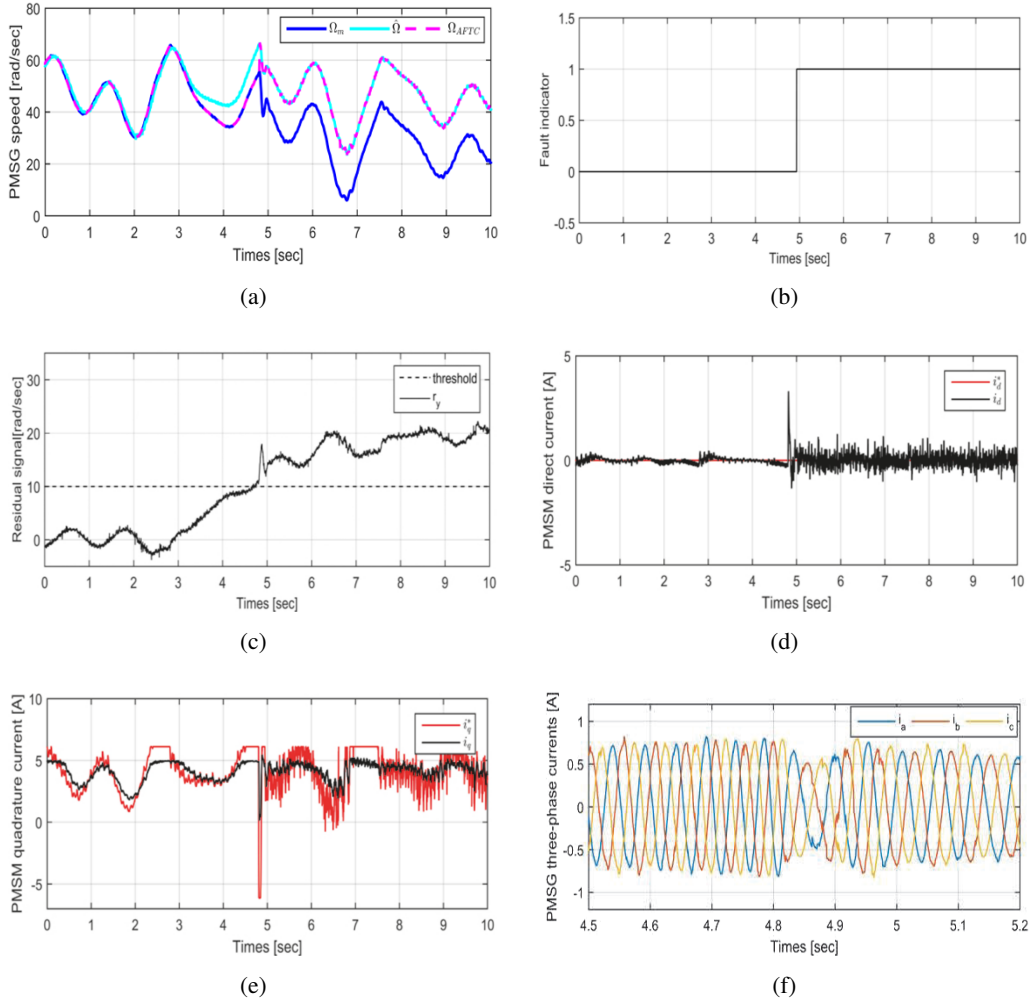 80
60
40
20
0
PMSG speed [rad/sec]
Ω_m Ω̂ Ω_AFTC
0 1 2 3 4 5 6 7 8 9 10
Times [sec]
(a)
1.5
1
0.5
0
-0.5
Fault indicator
0 1 2 3 4 5 6 7 8 9 10
Times [sec]
(b)
30
20
10
0
Residual signal[rad/sec]
threshold
r_y
0 1 2 3 4 5 6 7 8 9 10
Times [sec]
(c)
5
0
-5
PMSM direct current [A]
i_d^*
i_d
0 1 2 3 4 5 6 7 8 9 10
Times [sec]
(d)
10
5
0
-5
PMSM quadrature current [A]
i_q^*
i_q
0 1 2 3 4 5 6 7 8 9 10
Times [sec]
(e)
1
0.5
0
-0.5
-1
PMSG three-phase currents [A]
i_a i_b i_c
4.5 4.6 4.7 4.8 4.9 5 5.1 5.2
Times [sec]
(f)